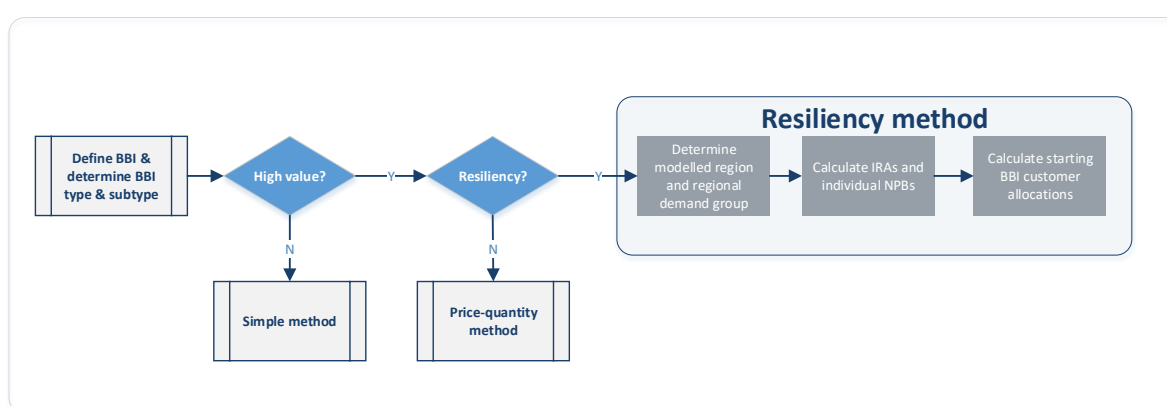 Resiliency method
Define BBI &
determine BBI
type & subtype
High value?
Y
Resiliency?
Y
Determine
modelled region
and regional
demand group
Calculate IRAs and
individual NPBs
Calculate starting
BBI customer
allocations
N
N
Simple method
Price-quantity
method